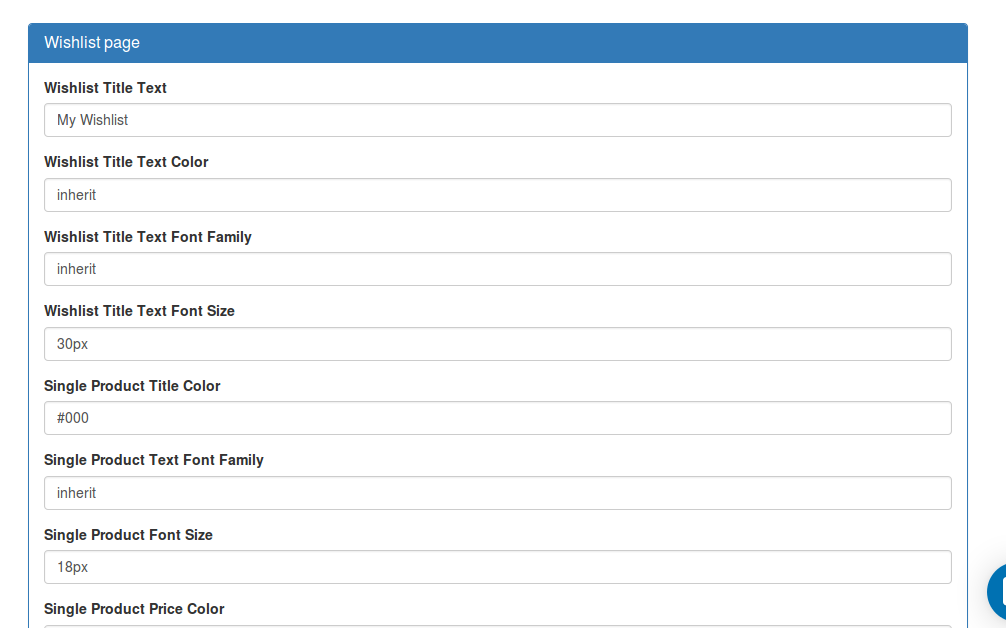 Wishlist page
Wishlist Title Text
My Wishlist
Wishlist Title Text Color
inherit
Wishlist Title Text Font Family
inherit
Wishlist Title Text Font Size
30px
Single Product Title Color
#000
Single Product Text Font Family
inherit
Single Product Font Size
18px
Single Product Price Color